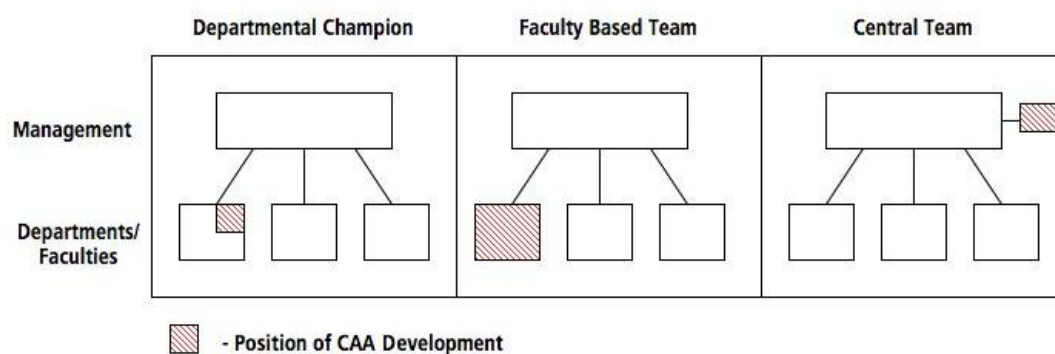 Departmental Champion
Faculty Based Team
Central Team
Management
Departments/
Faculties
- Position of CAA Development